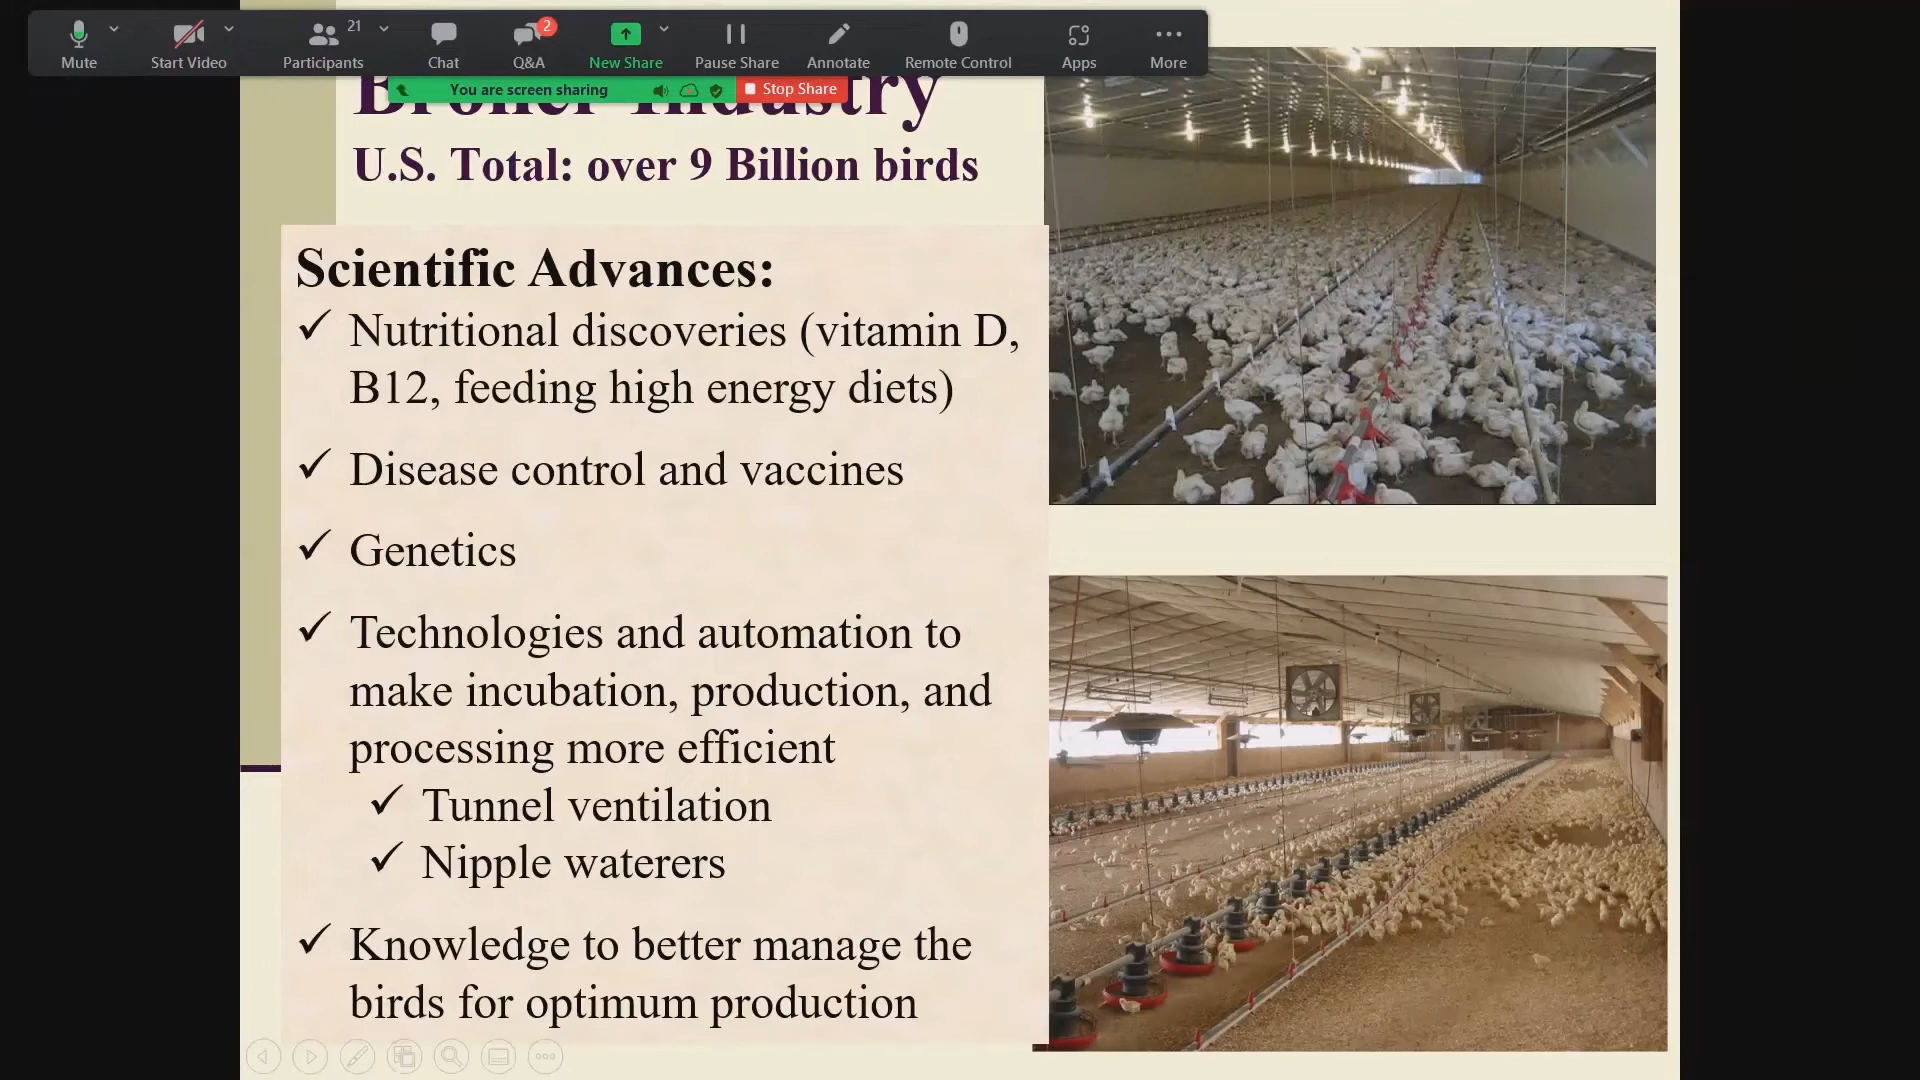 21
2
Mute
Start Video
Participants
Chat
Q&A
New Share
Pause Share
Annotate
Remote Control
Apps
More
You are screen sharing
Stop Share
Broiler Industry
U.S. Total: over 9 Billion birds
Scientific Advances:
✓ Nutritional discoveries (vitamin D,
B12, feeding high energy diets)
✓ Disease control and vaccines
✓ Genetics
✓ Technologies and automation to
make incubation, production, and
processing more efficient
✓ Tunnel ventilation
✓ Nipple waterers
✓ Knowledge to better manage the
birds for optimum production